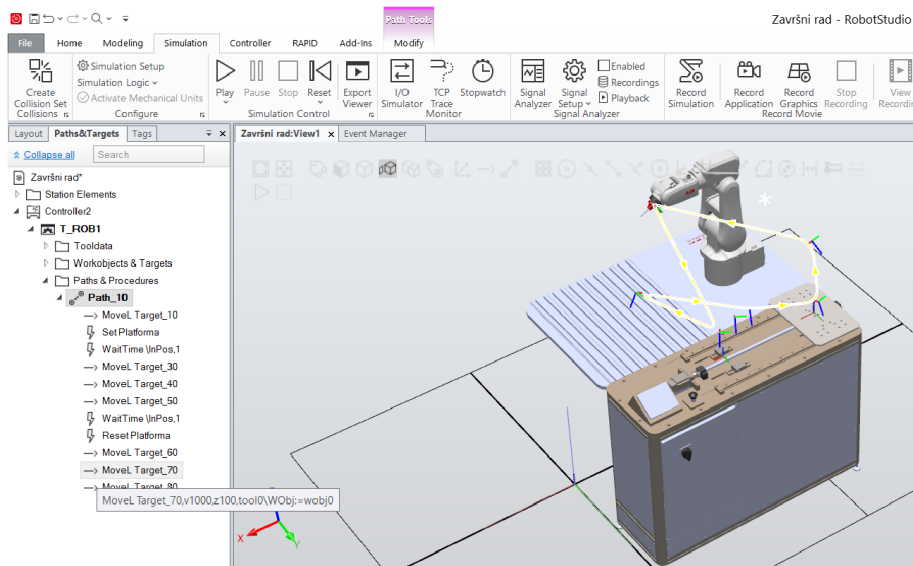 Path Tools
Završni rad - RobotStudio
File Home Modeling Simulation Controller RAPID Add-Ins Modify
Create Collision Set
Collisions
Simulation Setup
Simulation Logic
Activate Mechanical Units
Configure
Play Pause Stop Reset
Simulation Control
Export Viewer
I/O Simulator
TCP Trace
Stopwatch
Monitor
Signal Analyzer
Signal Setup
Enabled
Recordings
Playback
Signal Analyzer
Record Simulation
Record Application
Record Graphics
Stop Recording
Record Movie
View
Recordin
Layout Paths&Targets Tags
Završni rad:View1 Event Manager
Collapse all Search
Završni rad*
Station Elements
Controller2
T_ROB1
Tooldata
Workobjects & Targets
Paths & Procedures
Path_10
MoveL Target_10
Set Platforma
WaitTime \InPos,1
MoveL Target_30
MoveL Target_40
MoveL Target_50
WaitTime \InPos,1
Reset Platforma
MoveL Target_60
MoveL Target_70
MoveL Target_80
MoveL Target_70,v1000,z100,tool0\WObj:=wobj0
X Y